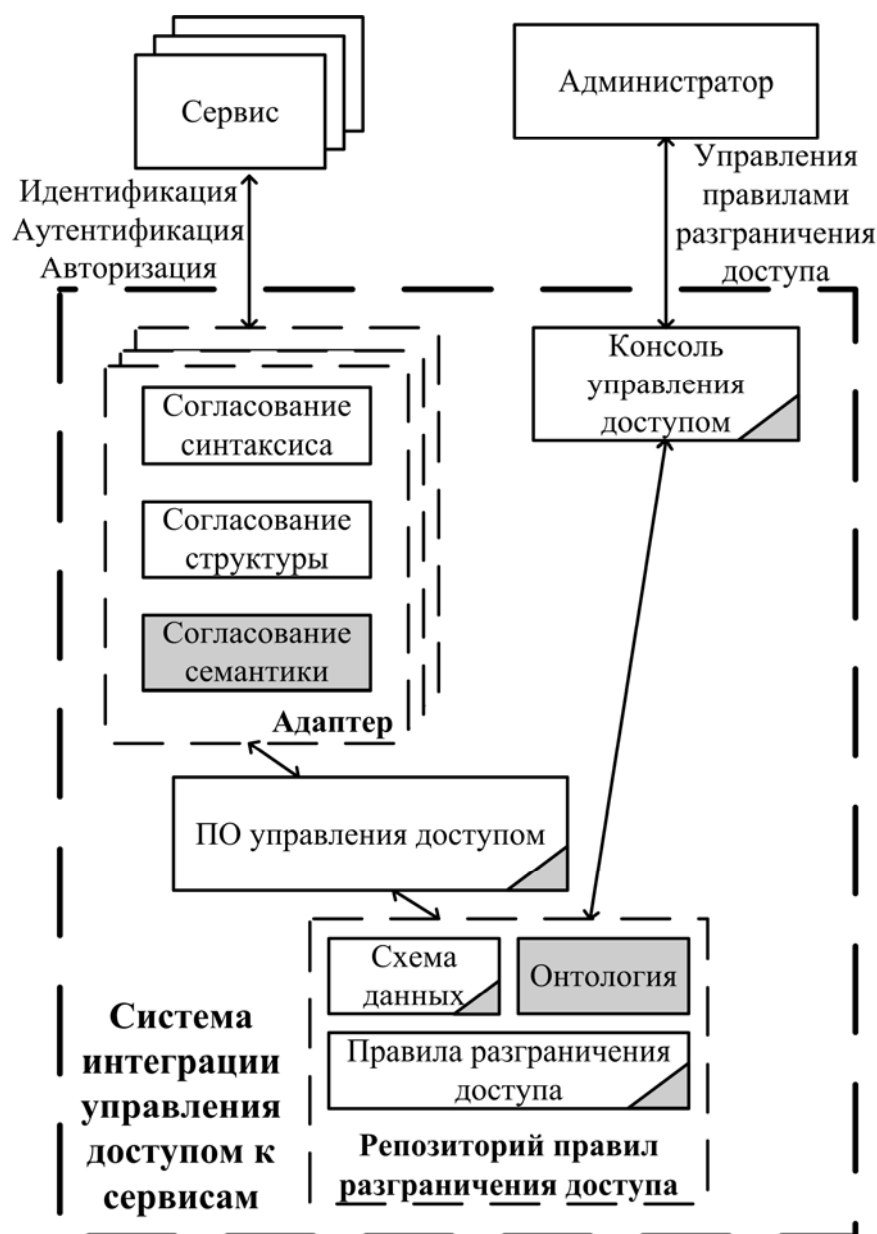 Сервис
Администратор
Идентификация
Аутентификация
Авторизация
Управления
правилами
разграничения
доступа
Согласование
синтаксиса
Согласование
структуры
Согласование
семантики
Адаптер
Консоль
управления
доступом
ПО управления доступом
Схема
данных
Онтология
Правила разграничения
доступа
Репозиторий правил
разграничения доступа
Система
интеграции
управления
доступом к
сервисам